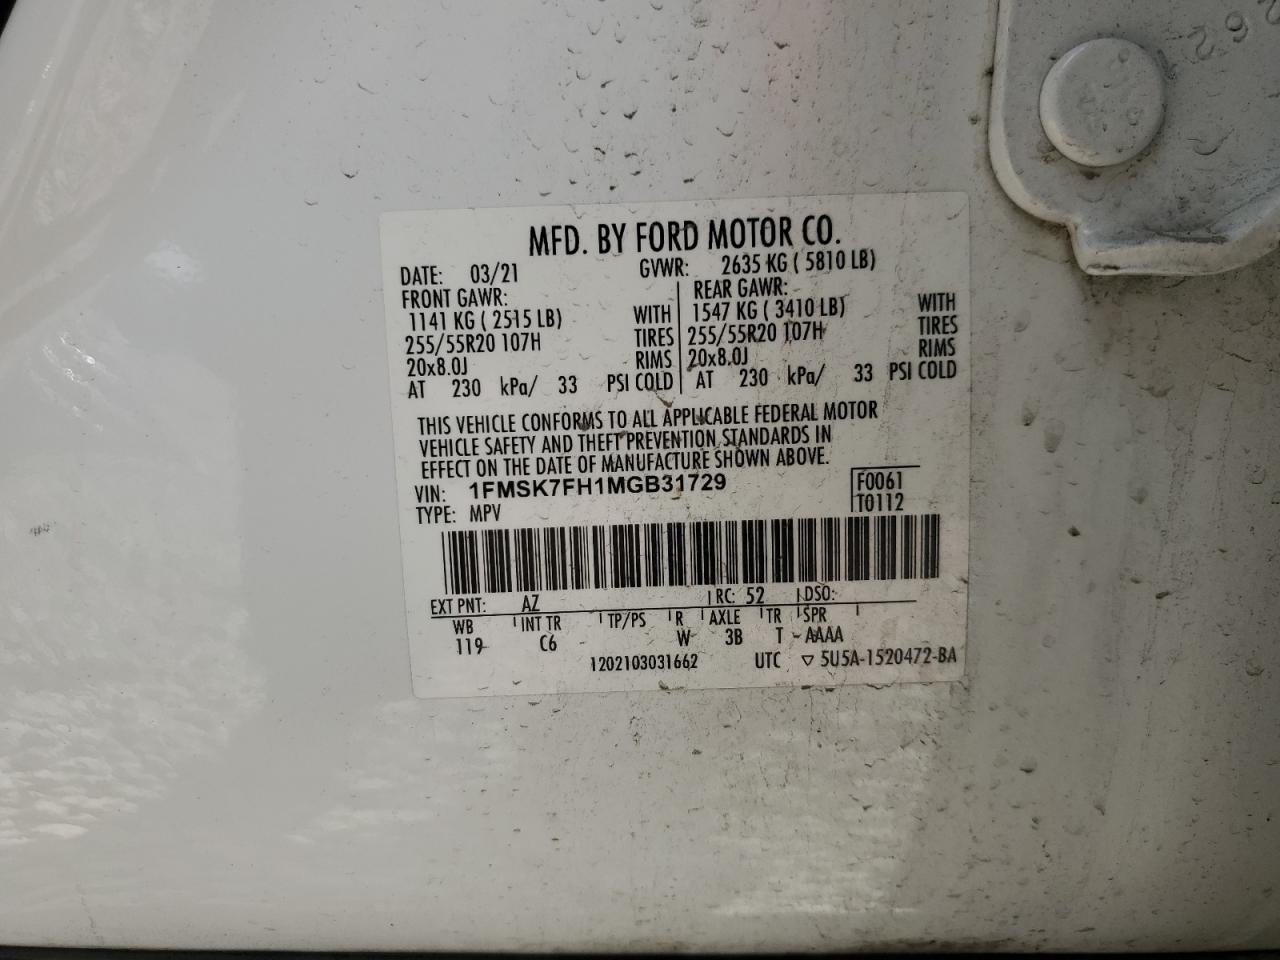 MFD. BY FORD MOTOR CO.
DATE: 03/21 GVWR: 2635 KG ( 5810 LB)
FRONT GAWR: REAR GAWR:
1141 KG ( 2515 LB) WITH 1547 KG ( 3410 LB) WITH
255/55R20 107H TIRES 255/55R20 107H TIRES
20x8.0J RIMS 20x8.0J RIMS
AT 230 kPa/ 33 PSI COLD AT 230 kPa/ 33 PSI COLD
THIS VEHICLE CONFORMS TO ALL APPLICABLE FEDERAL MOTOR
VEHICLE SAFETY AND THEFT PREVENTION STANDARDS IN
EFFECT ON THE DATE OF MANUFACTURE SHOWN ABOVE.
VIN: 1FMSK7FH1MGB31729 F0061
TYPE: MPV T0112
EXT PNT: AZ RC: 52 DSO:
WB INT TR TP/PS R AXLE TR SPR
119 C6 W 3B T AAAA
1202103031662 UTC ▽ 5U5A-1520472-BA